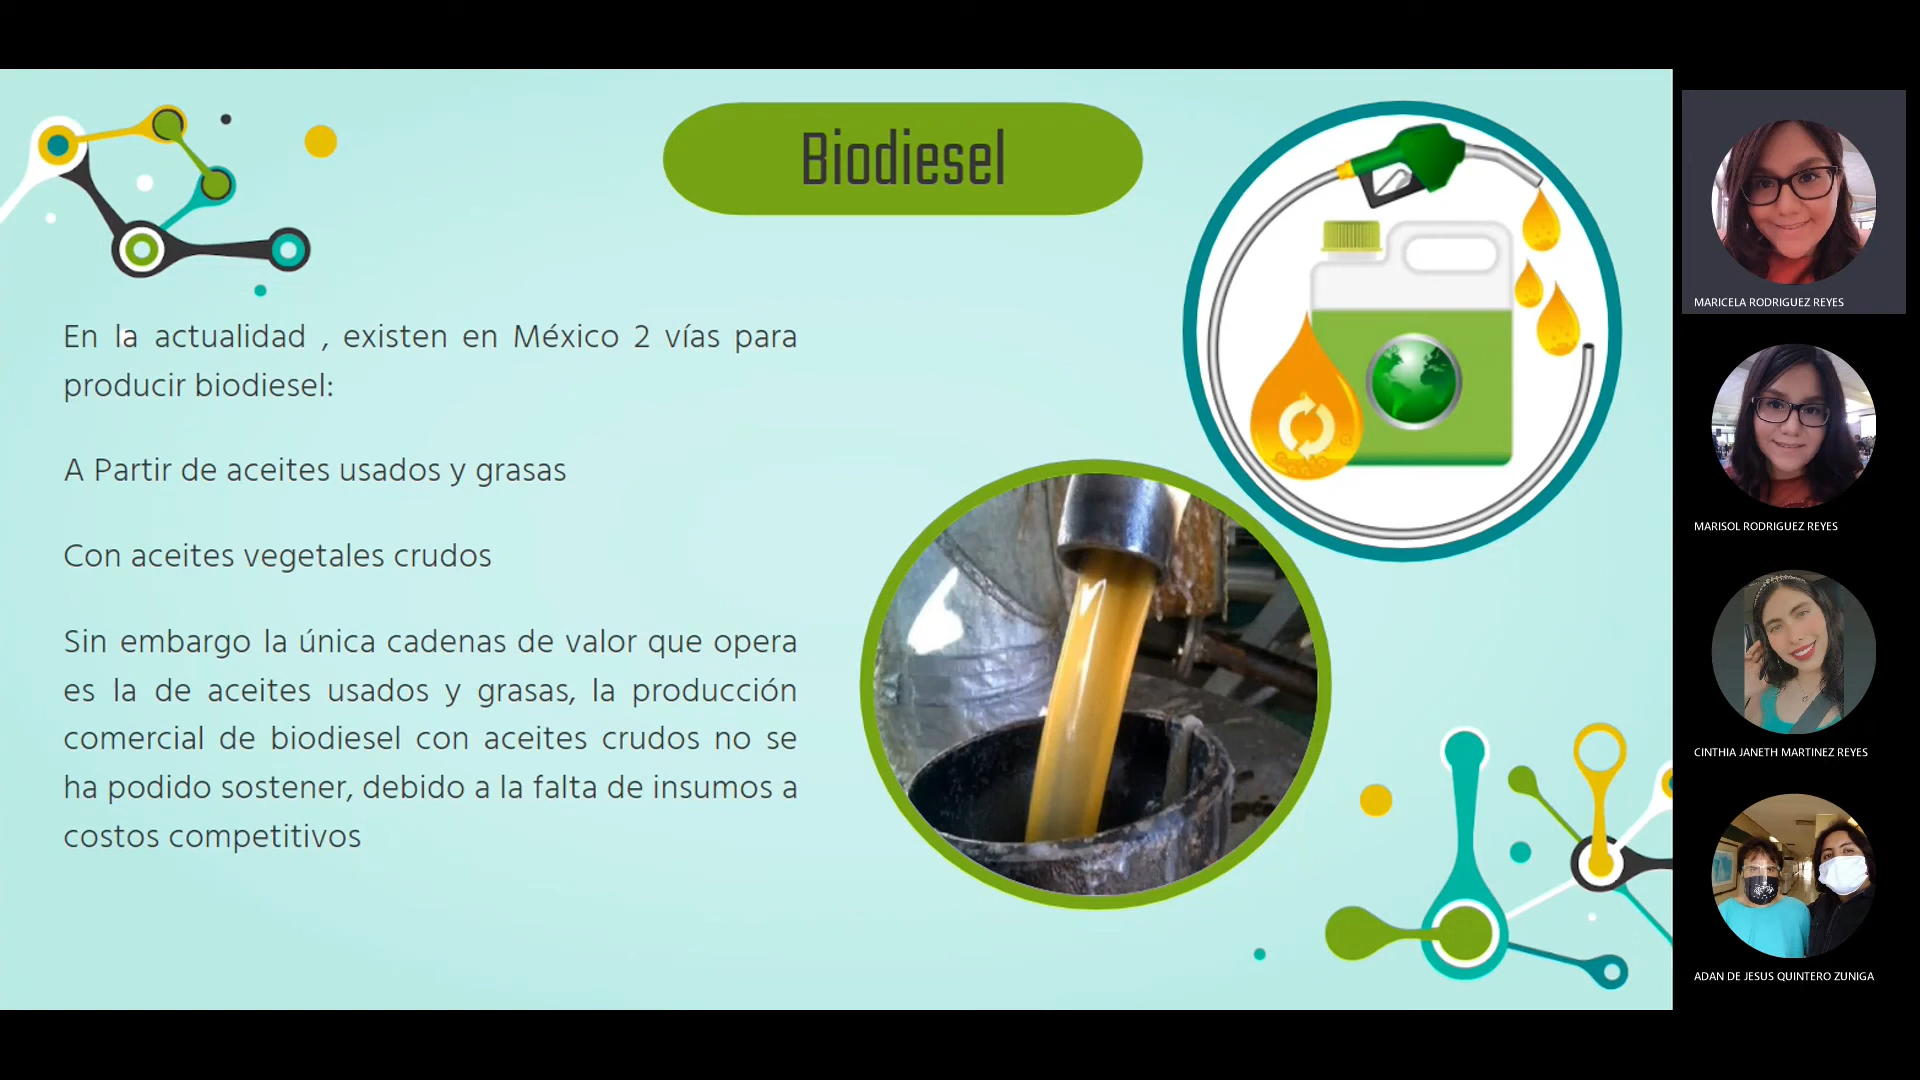 Biodiesel
En la actualidad , existen en México 2 vías para
producir biodiesel:
A Partir de aceites usados y grasas
Con aceites vegetales crudos
Sin embargo la única cadenas de valor que opera
es la de aceites usados y grasas, la producción
comercial de biodiesel con aceites crudos no se
ha podido sostener, debido a la falta de insumos a
costos competitivos
MARICELA RODRIGUEZ REYES
MARISOL RODRIGUEZ REYES
CINTHIA JANETH MARTINEZ REYES
ADAN DE JESUS QUINTERO ZUNIGA